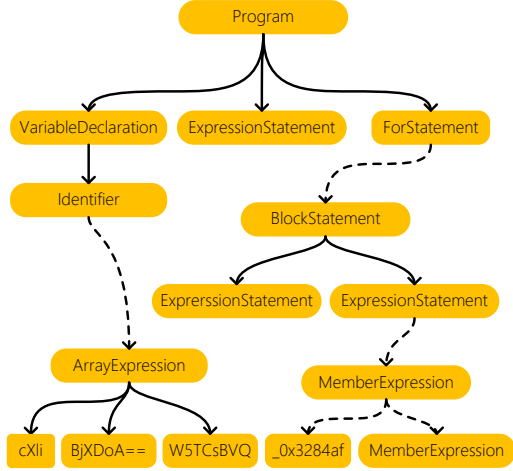 Program
VariableDeclaration
ExpressionStatement
ForStatement
Identifier
BlockStatement
ExprerssionStatement
ExpressionStatement
ArrayExpression
MemberExpression
cXli
BjXDoA==
W5TCsBVQ
_0x3284af
MemberExpression